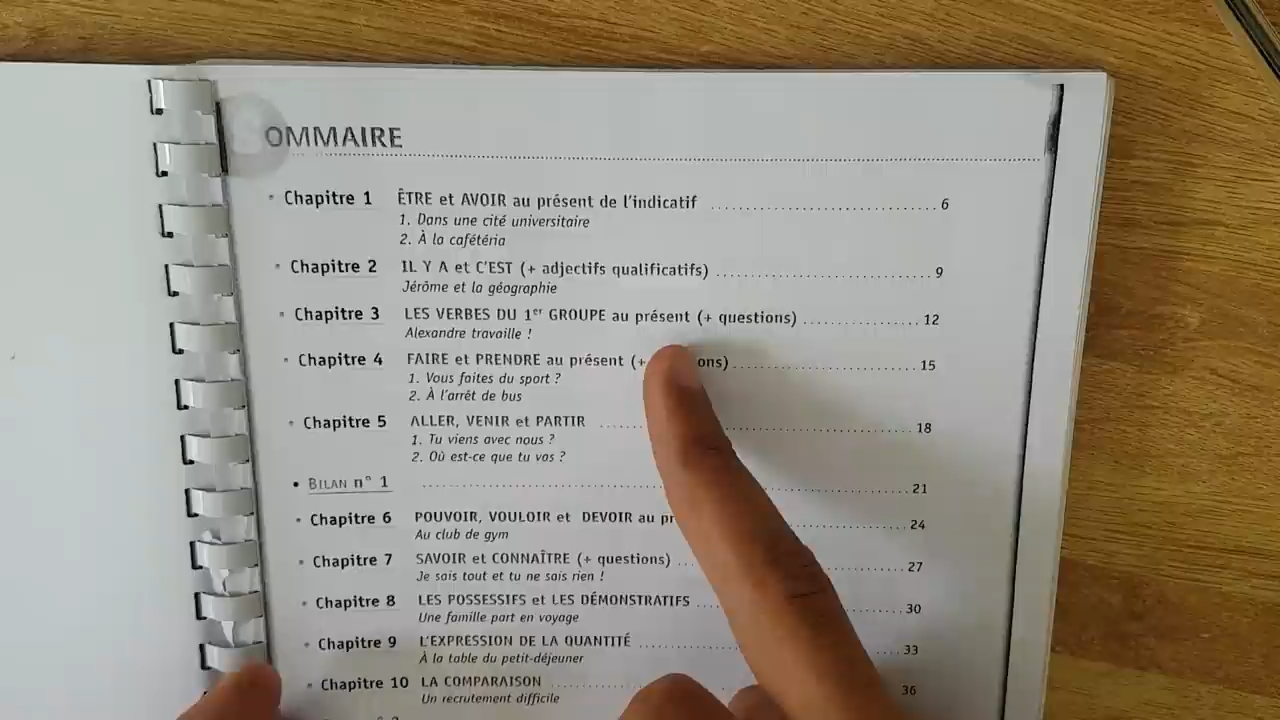 SOMMAIRE
Chapitre 1 ÊTRE et AVOIR au présent de l'indicatif 6
1. Dans une cité universitaire
2. À la cafétéria
Chapitre 2 IL Y A et C'EST (+ adjectifs qualificatifs) 9
Jérôme et la géographie
Chapitre 3 LES VERBES DU 1er GROUPE au présent (+ questions) 12
Alexandre travaille !
Chapitre 4 FAIRE et PRENDRE au présent (+ ons) 15
1. Vous faites du sport ?
2. À l'arrêt de bus
Chapitre 5 ALLER, VENIR et PARTIR 18
1. Tu viens avec nous ?
2. Où est-ce que tu vas ?
BILAN n° 1 21
Chapitre 6 POUVOIR, VOULOIR et DEVOIR au pr 24
Au club de gym
Chapitre 7 SAVOIR et CONNAÎTRE (+ questions) 27
Je sais tout et tu ne sais rien !
Chapitre 8 LES POSSESSIFS et LES DÉMONSTRATIFS 30
Une famille part en voyage
Chapitre 9 L'EXPRESSION DE LA QUANTITÉ 33
À la table du petit-déjeuner
Chapitre 10 LA COMPARAISON 36
Un recrutement difficile